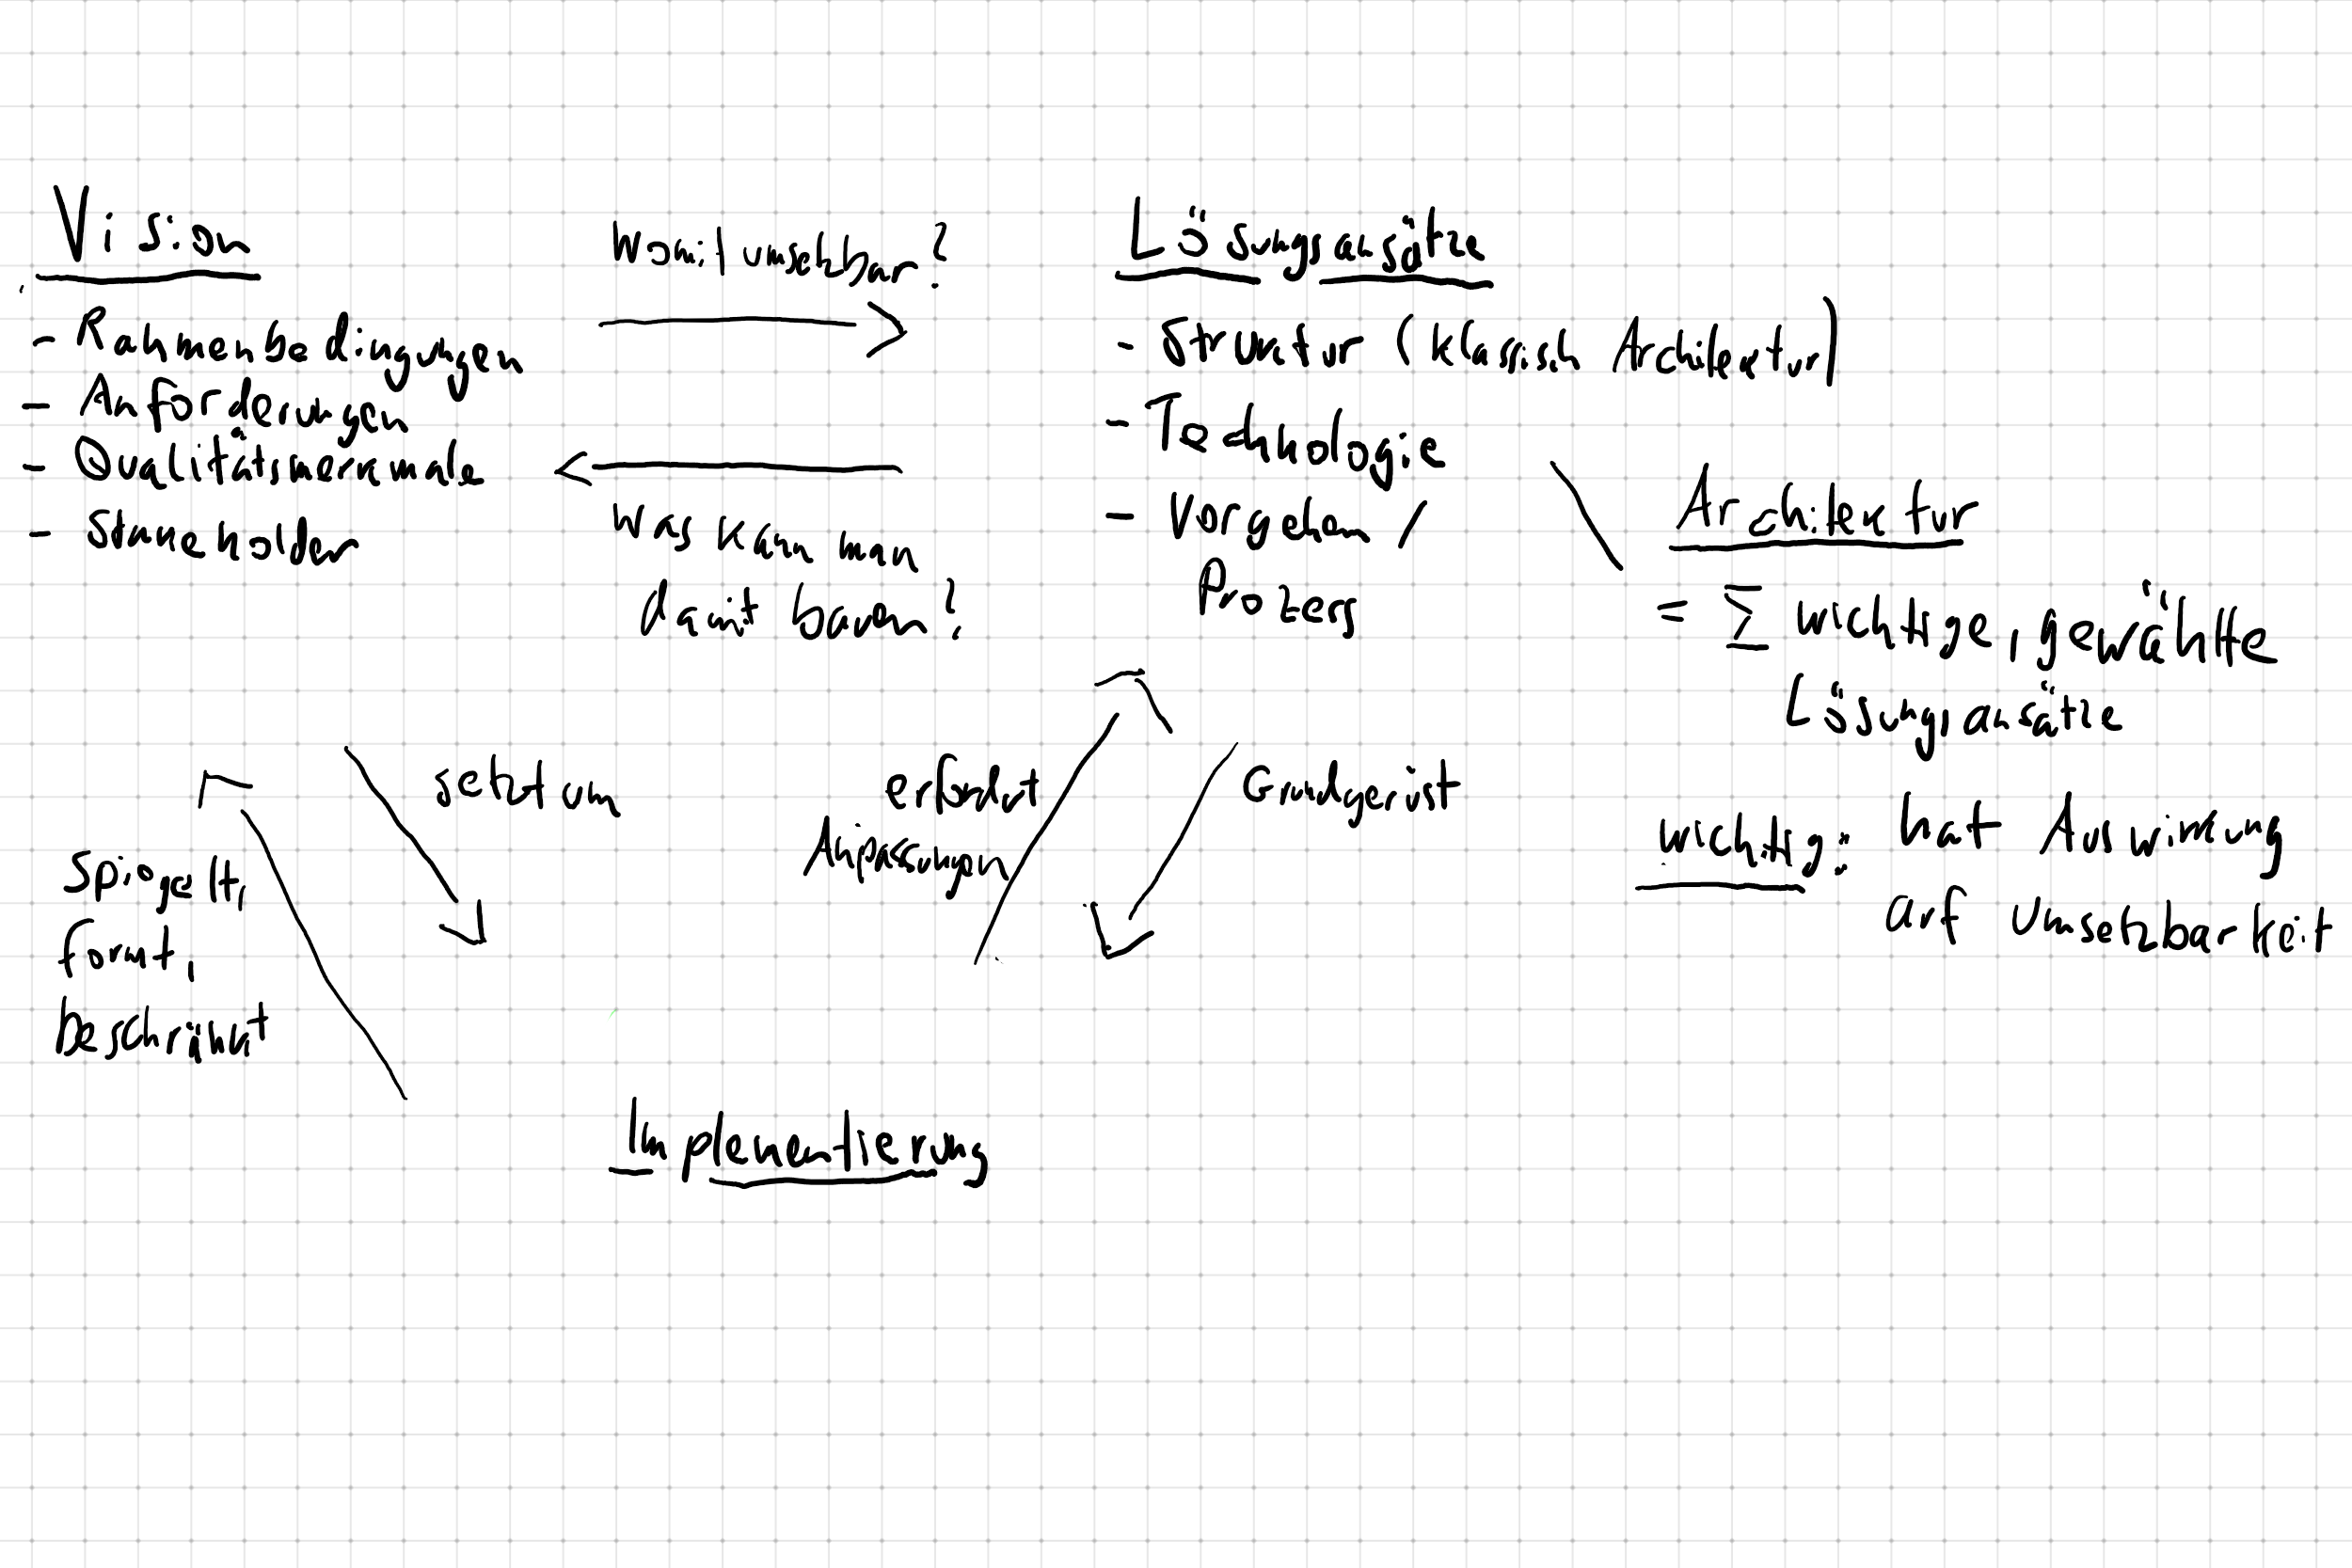 Vision
- Rahmenbedingungen
- Anforderungen
- Qualitätsmerkmale
- Stakeholder
Womit umsetzbar?
Was kann man
damit bauen?
Lösungsansätze
- Struktur (klassisch Architektur)
- Technologie
- Vorgehen /
Prozess
Architektur
= Σ wichtige, gewählte
Lösungsansätze
wichtig: hat Auswirkung
auf Umsetzbarkeit
setzt um
spiegelt,
formt,
beschränkt
erfordert
Anpassungen
Grundgerüst
Implementierung